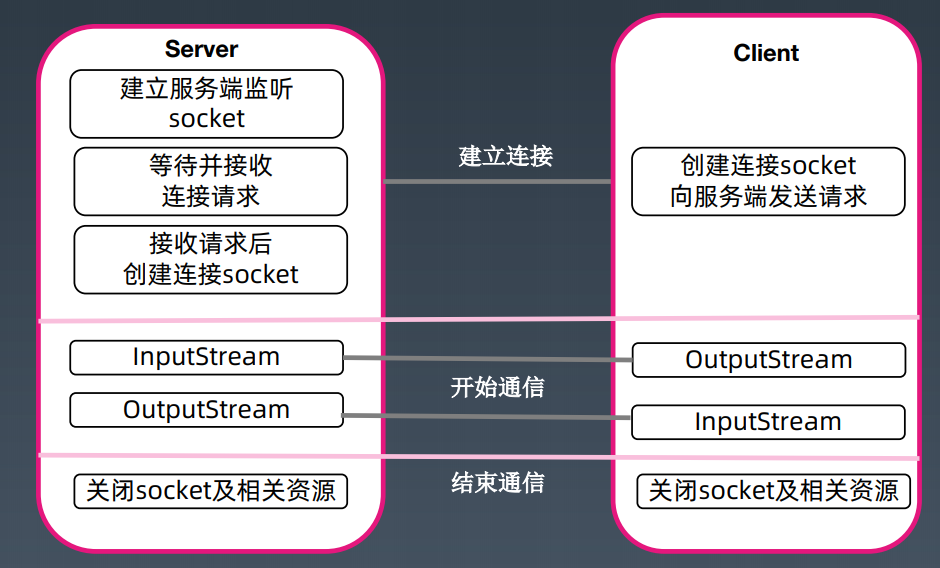 Server
建立服务端监听
socket
等待并接收
连接请求
接收请求后
创建连接socket
建立连接
Client
创建连接socket
向服务端发送请求
InputStream
OutputStream
开始通信
OutputStream
InputStream
关闭socket及相关资源
结束通信
关闭socket及相关资源